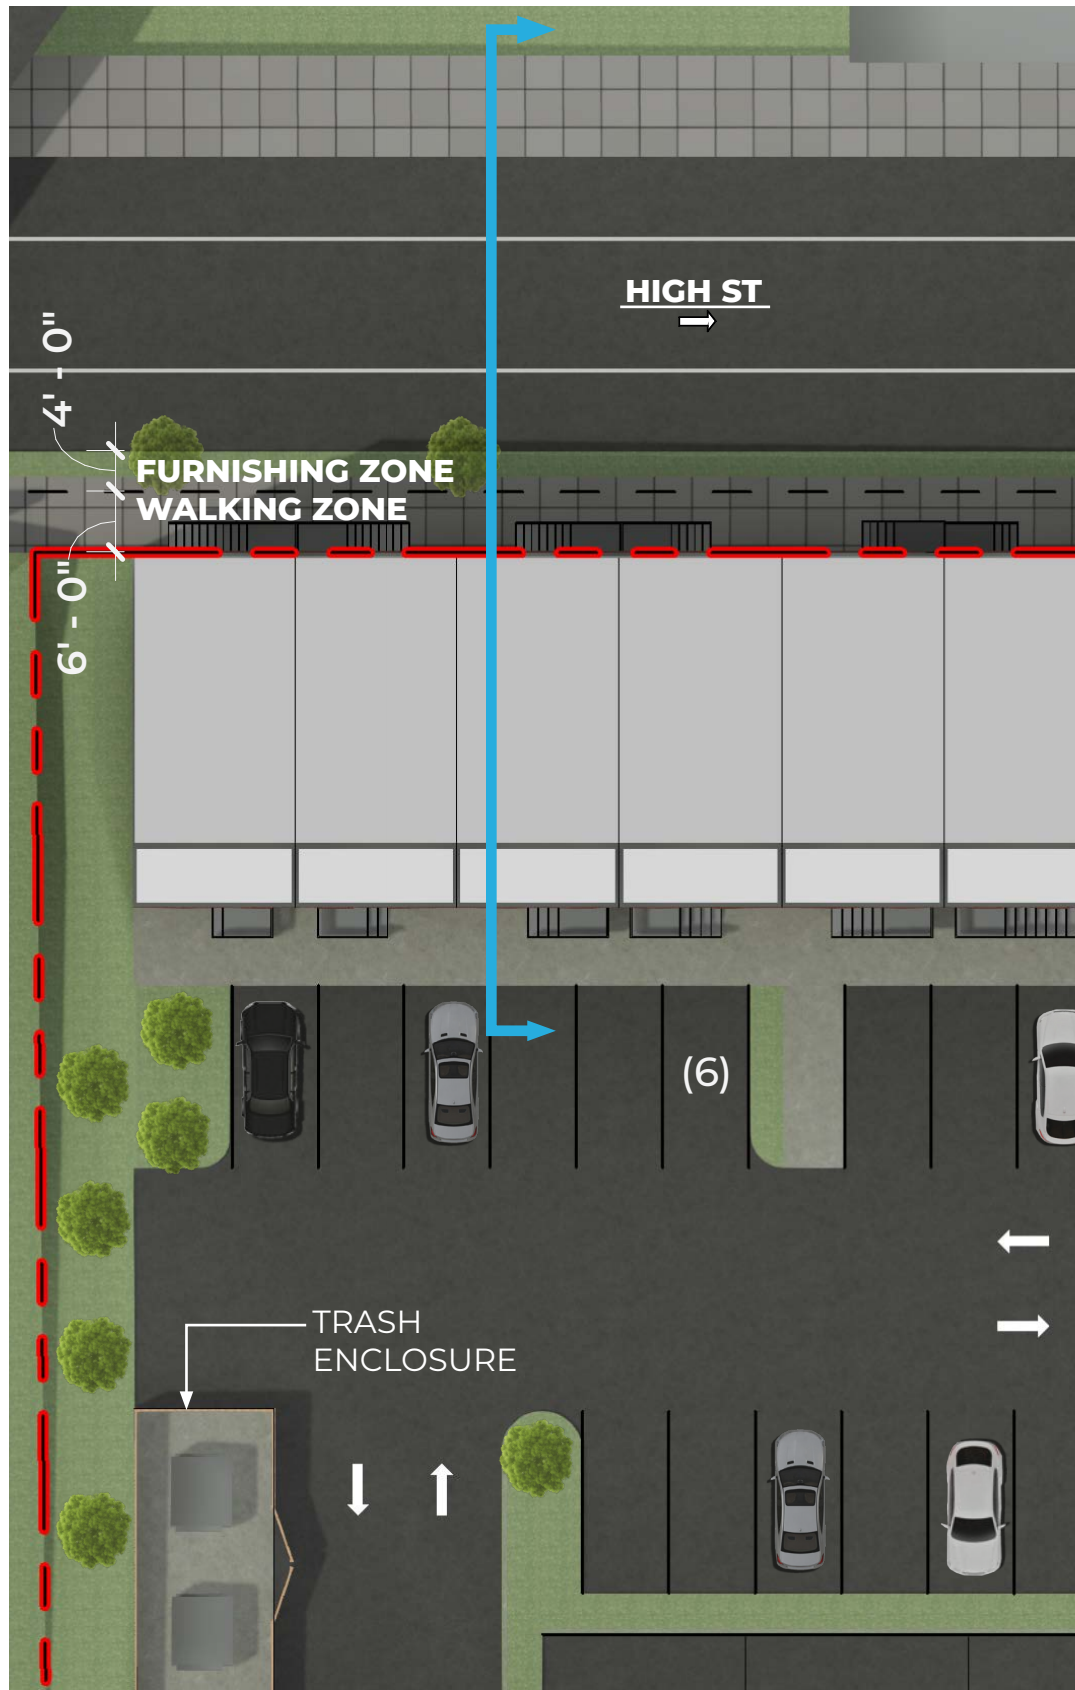 HIGH ST
4' - 0"
FURNISHING ZONE
WALKING ZONE
6' - 0"
(6)
TRASH
ENCLOSURE